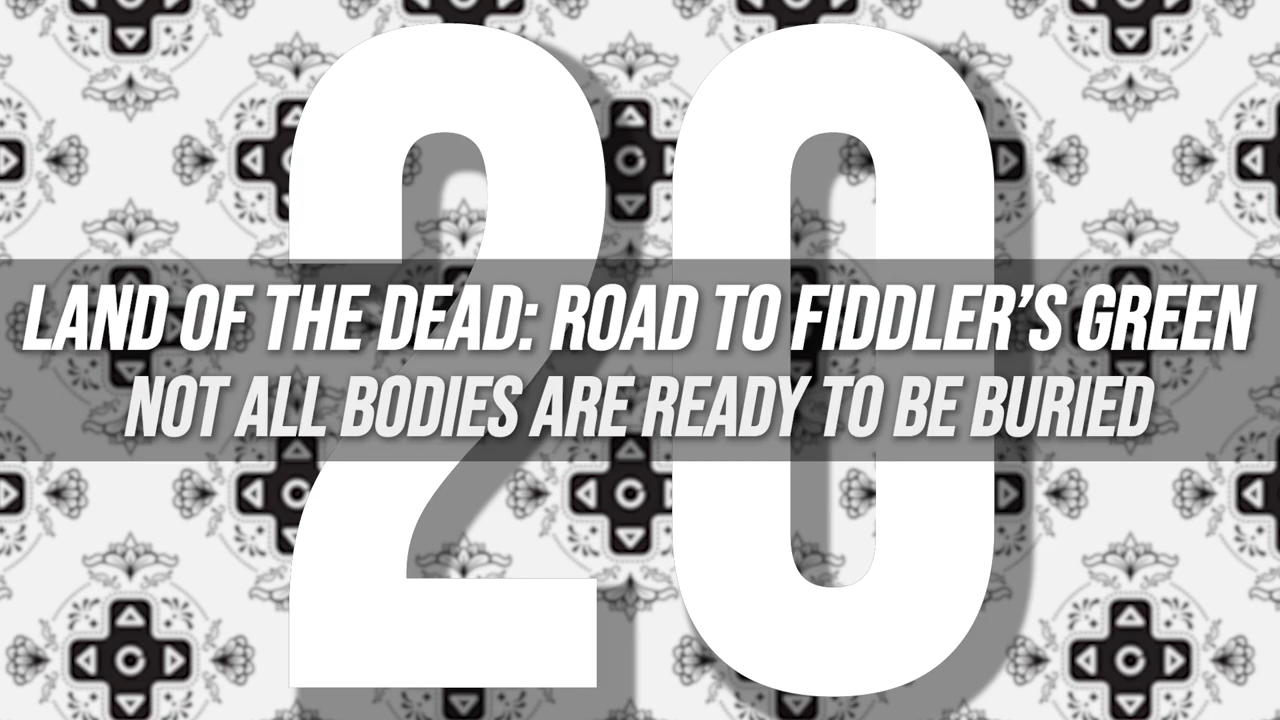 20
LAND OF THE DEAD: ROAD TO FIDDLER’S GREEN
NOT ALL BODIES ARE READY TO BE BURIED